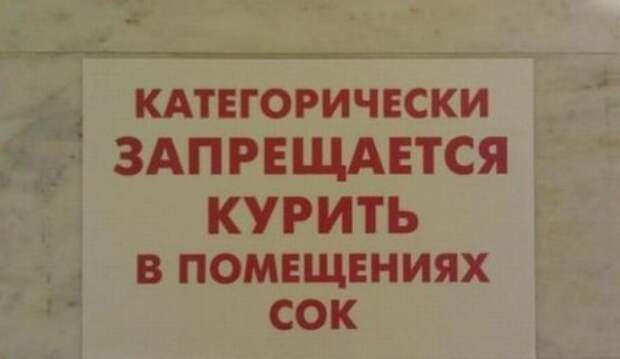 КАТЕГОРИЧЕСКИ
ЗАПРЕЩАЕТСЯ
КУРИТЬ
В ПОМЕЩЕНИЯХ
СОК